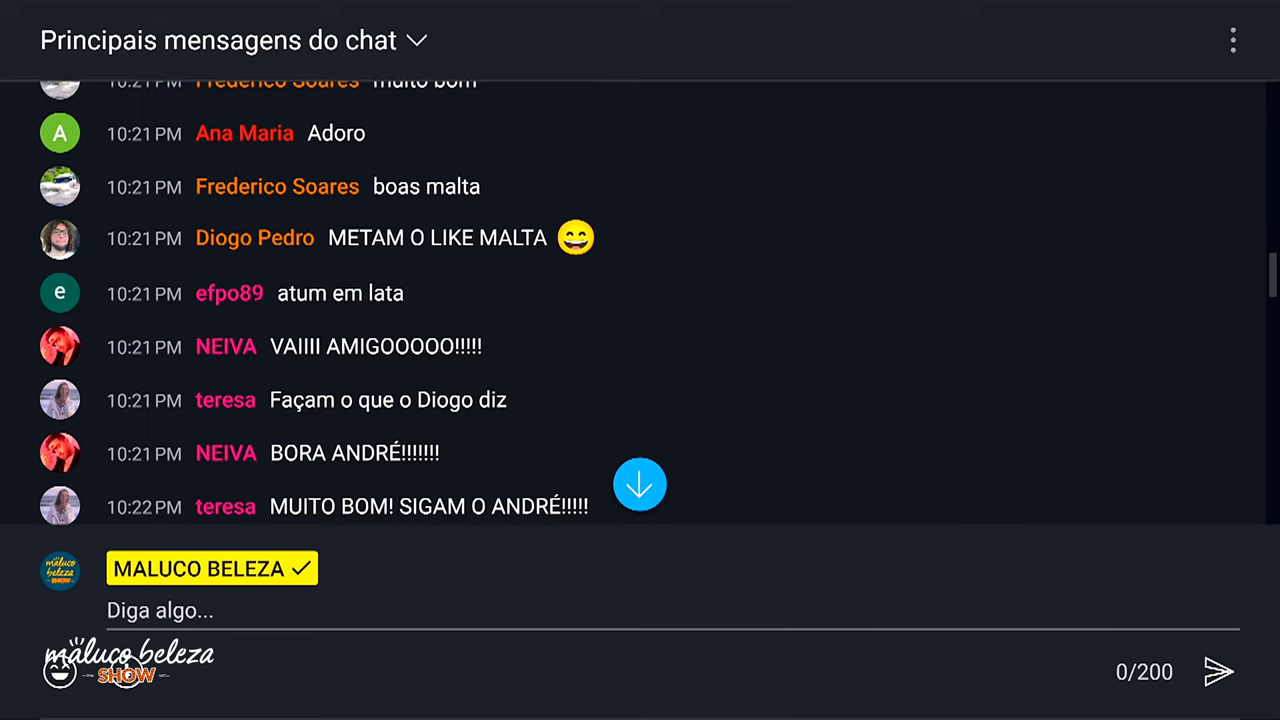 Principais mensagens do chat
10:21 PM Frederico Soares muito bom
A 10:21 PM Ana Maria Adoro
10:21 PM Frederico Soares boas malta
10:21 PM Diogo Pedro METAM O LIKE MALTA 😄
e 10:21 PM efpo89 atum em lata
10:21 PM NEIVA VAIIII AMIGOOOOO!!!!!
10:21 PM teresa Façam o que o Diogo diz
10:21 PM NEIVA BORA ANDRÉ!!!!!!!
10:22 PM teresa MUITO BOM! SIGAM O ANDRÉ!!!!!
maluco beleza SHOW
MALUCO BELEZA
Diga algo...
maluco beleza
SHOW
0/200